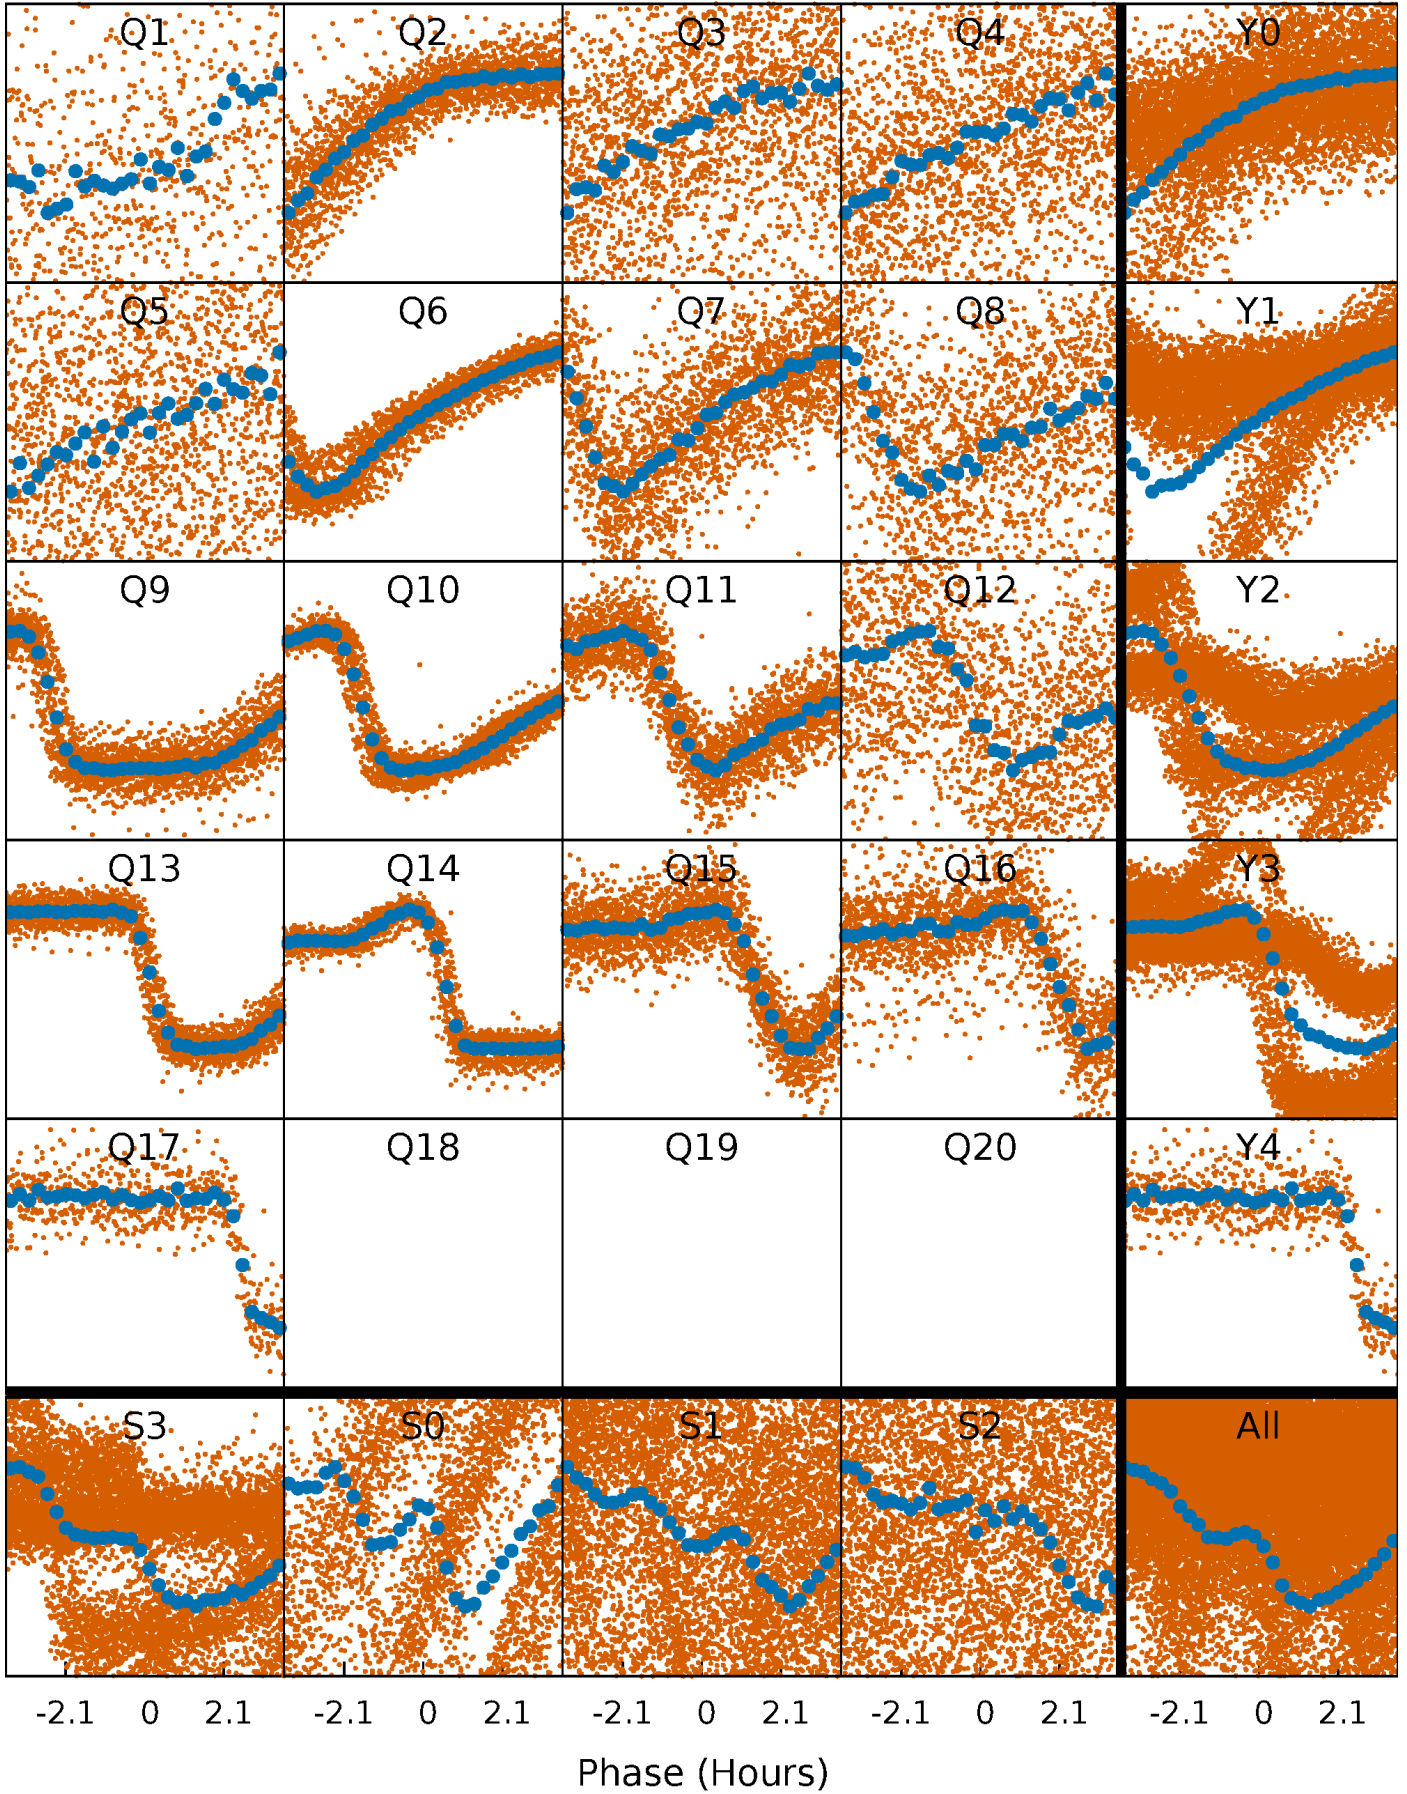 Q1 Q2 Q3 Q4 Y0
Q5 Q6 Q7 Q8 Y1
Q9 Q10 Q11 Q12 Y2
Q13 Q14 Q15 Q16 Y3
Q17 Q18 Q19 Q20 Y4
S3 S0 S1 S2 All
-2.1 0 2.1 -2.1 0 2.1 -2.1 0 2.1 -2.1 0 2.1 -2.1 0 2.1
Phase (Hours)